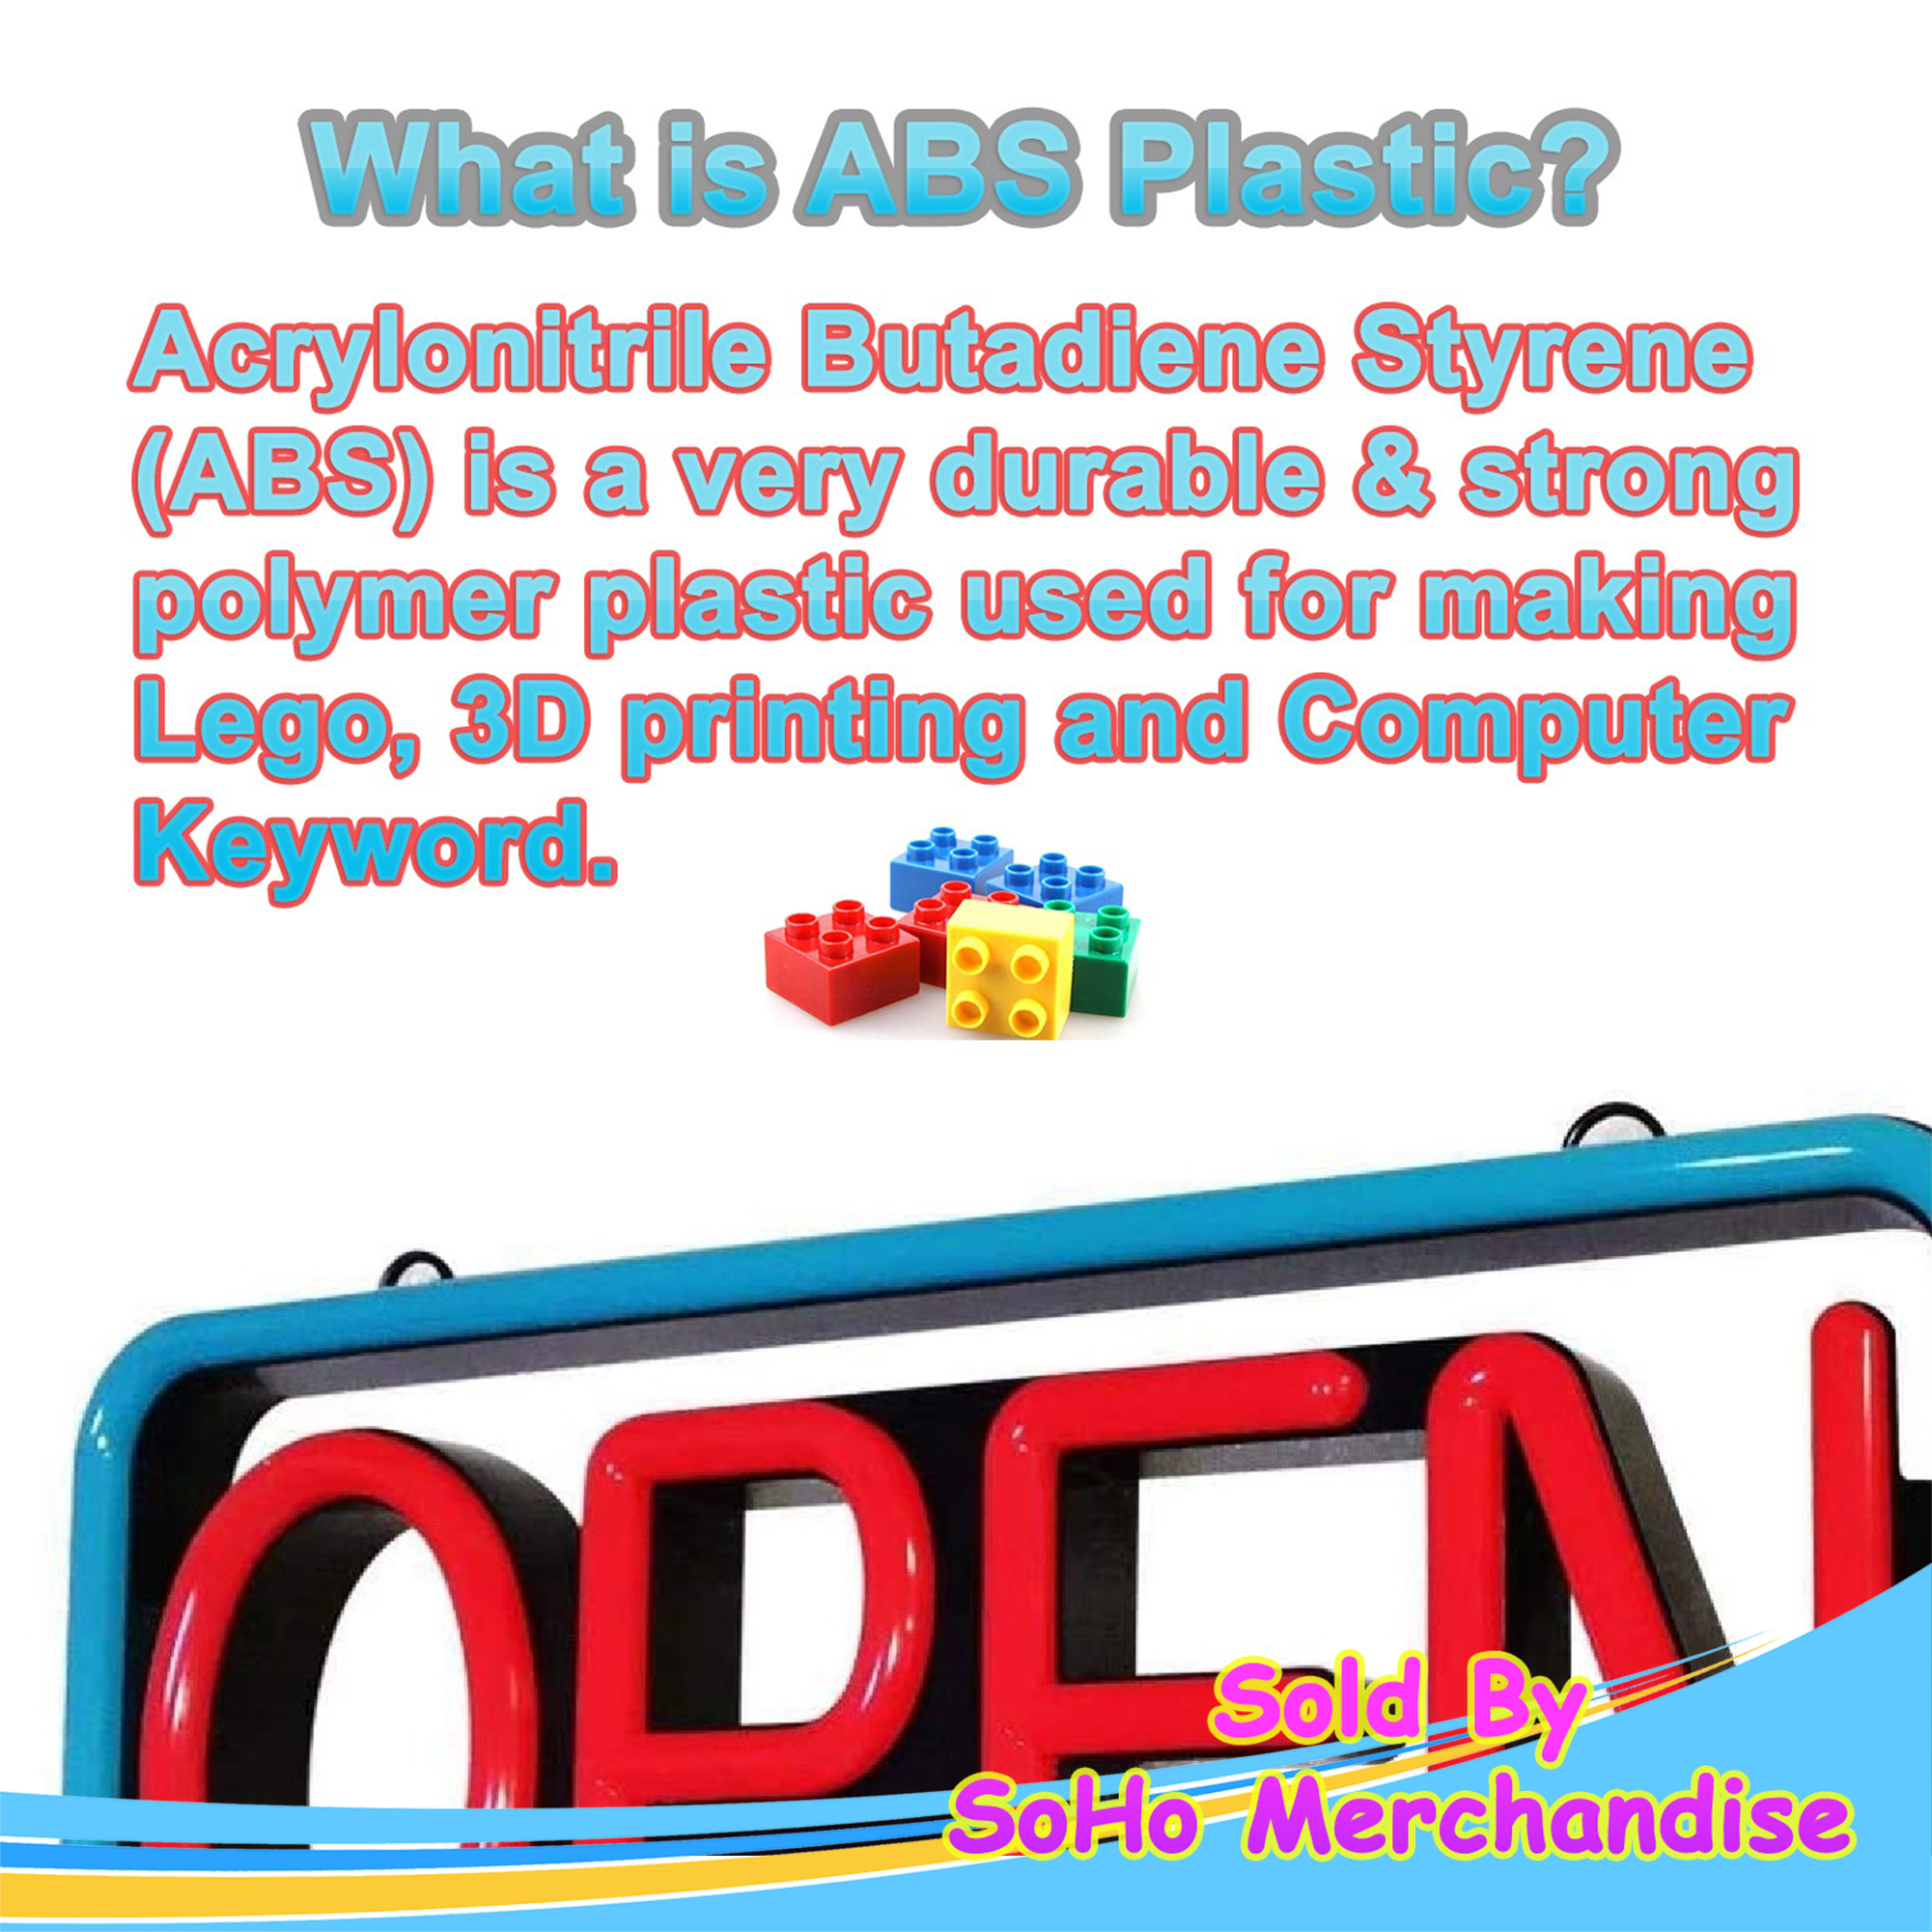 What is ABS Plastic?
Acrylonitrile Butadiene Styrene
(ABS) is a very durable & strong
polymer plastic used for making
Lego, 3D printing and Computer
Keyword.
OPEN
Sold By
SoHo Merchandise